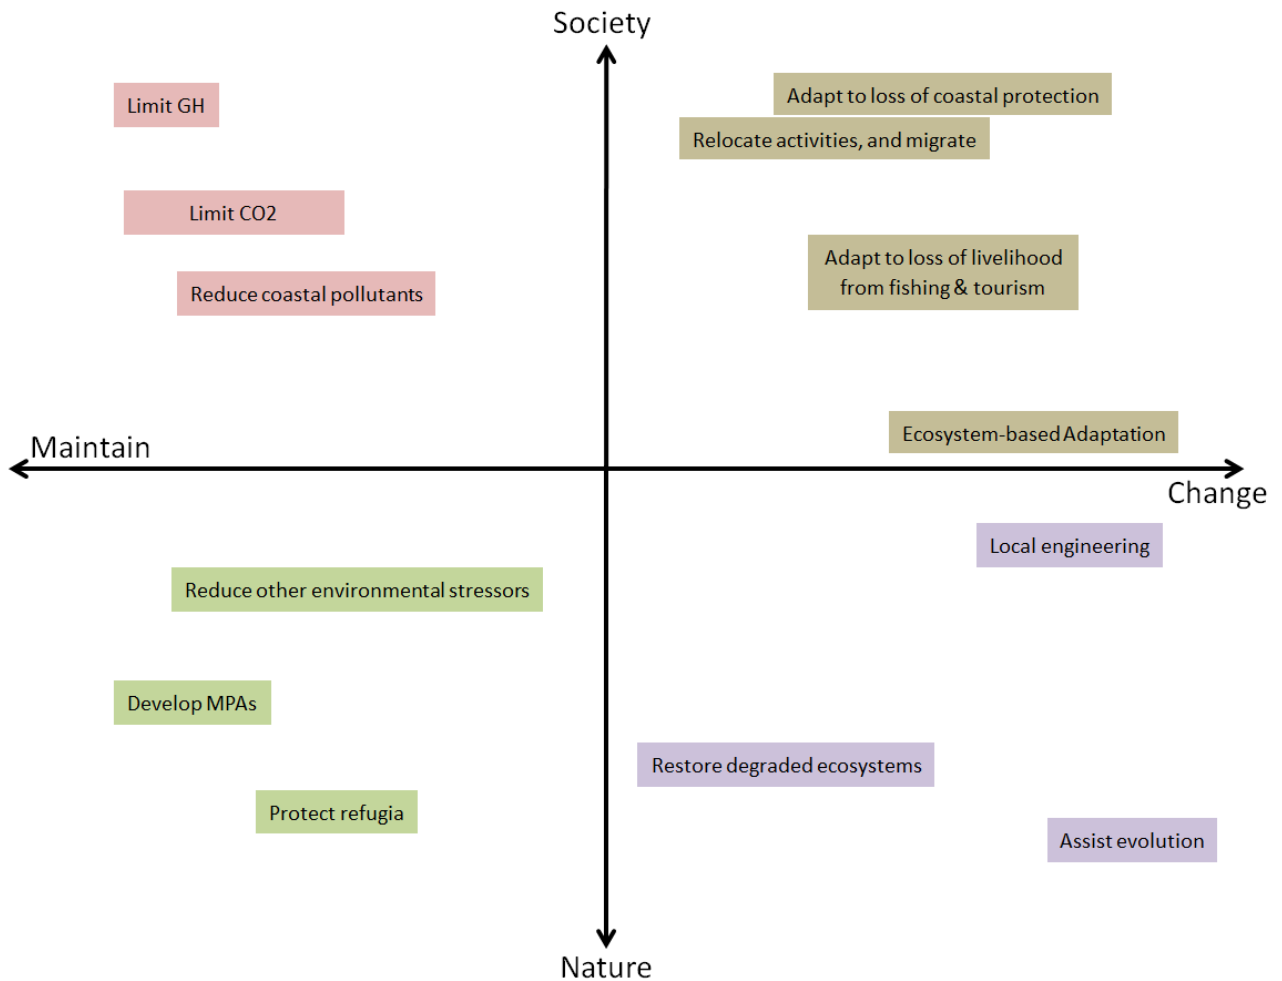 Society
Limit GH
Adapt to loss of coastal protection
Relocate activities, and migrate
Limit CO2
Adapt to loss of livelihood
from fishing & tourism
Reduce coastal pollutants
Ecosystem-based Adaptation
Maintain
Change
Local engineering
Reduce other environmental stressors
Develop MPAs
Restore degraded ecosystems
Protect refugia
Assist evolution
Nature